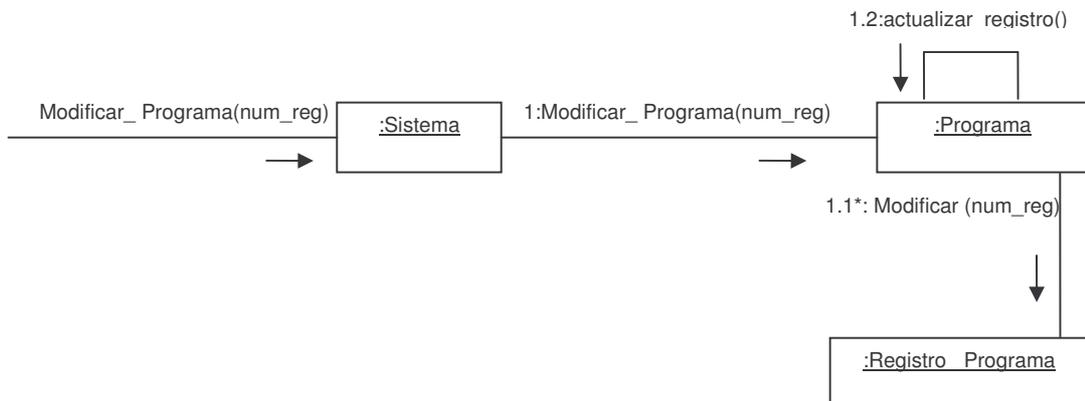 1.2:actualizar registro()
Modificar_ Programa(num_reg)
:Sistema
1:Modificar_ Programa(num_reg)
:Programa
1.1*: Modificar (num_reg)
:Registro Programa